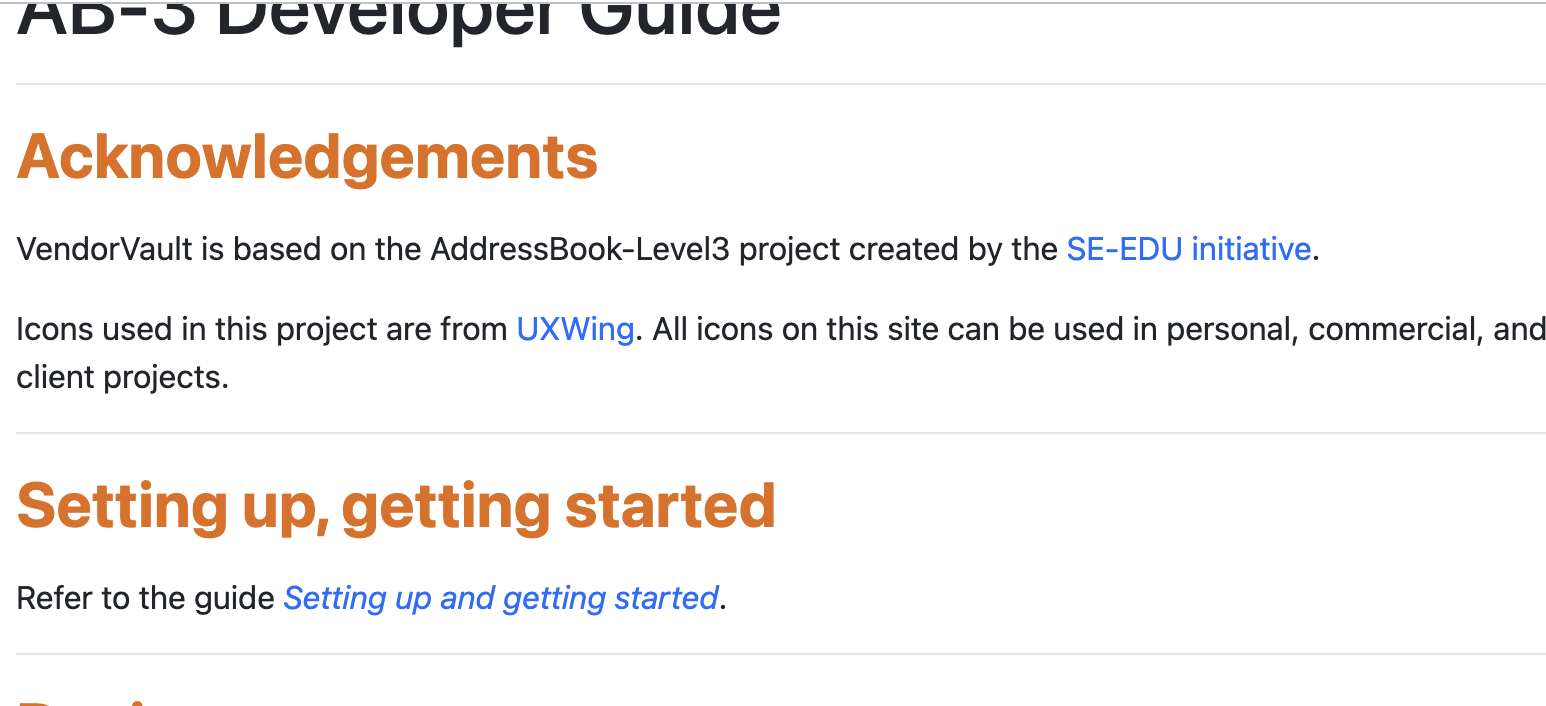 AB-3 Developer Guide
Acknowledgements
VendorVault is based on the AddressBook-Level3 project created by the SE-EDU initiative.
Icons used in this project are from UXWing. All icons on this site can be used in personal, commercial, and
client projects.
Setting up, getting started
Refer to the guide Setting up and getting started.